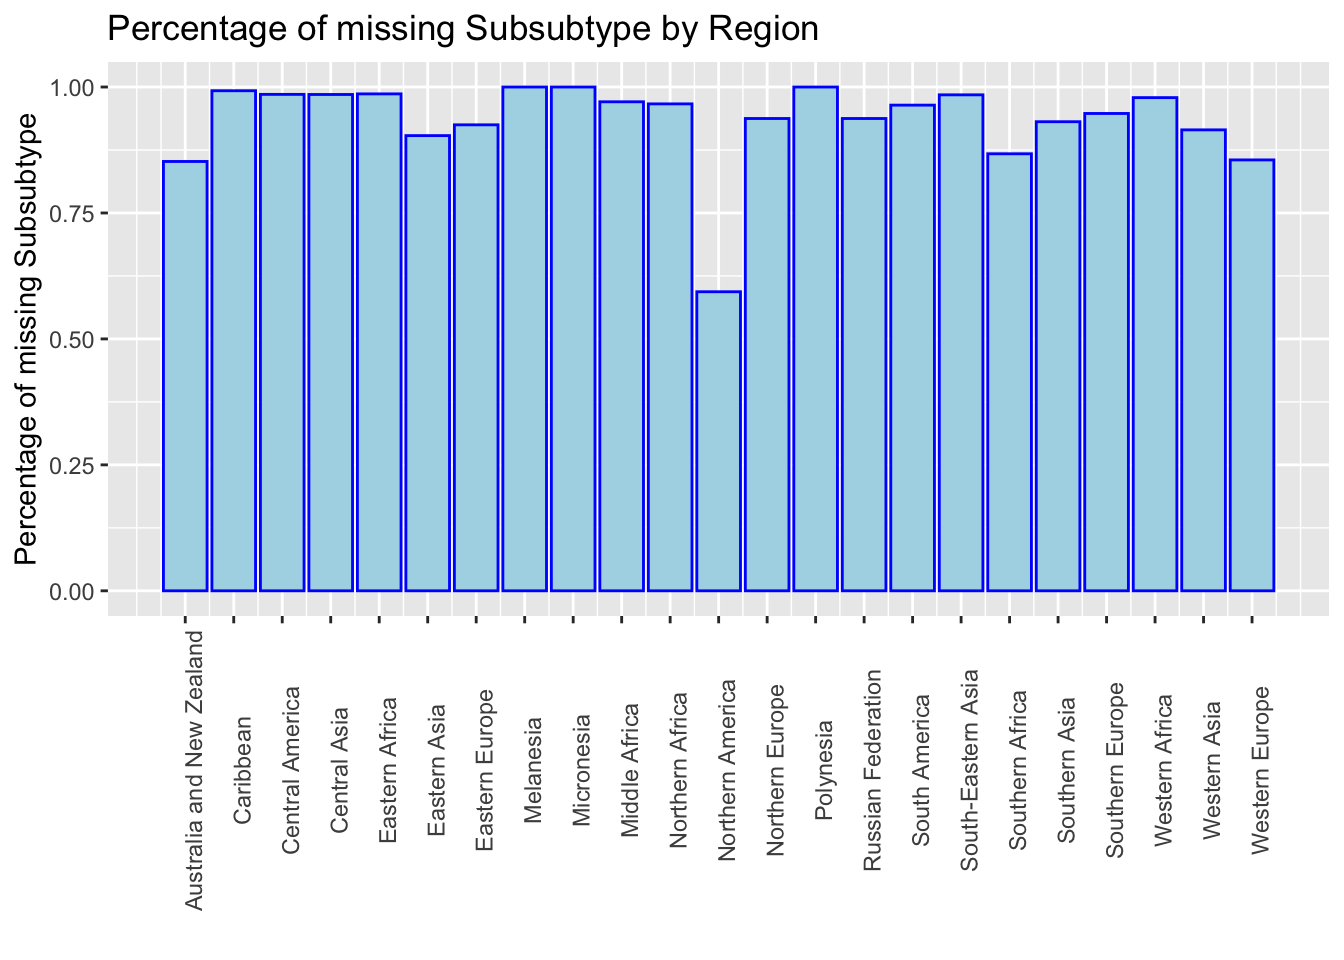 Percentage of missing Subsubtype by Region
Percentage of missing Subsubtype
1.00
0.75
0.50
0.25
0.00
Australia and New Zealand
Caribbean
Central America
Central Asia
Eastern Africa
Eastern Asia
Eastern Europe
Melanesia
Micronesia
Middle Africa
Northern Africa
Northern America
Northern Europe
Polynesia
Russian Federation
South America
South-Eastern Asia
Southern Africa
Southern Asia
Southern Europe
Western Africa
Western Asia
Western Europe